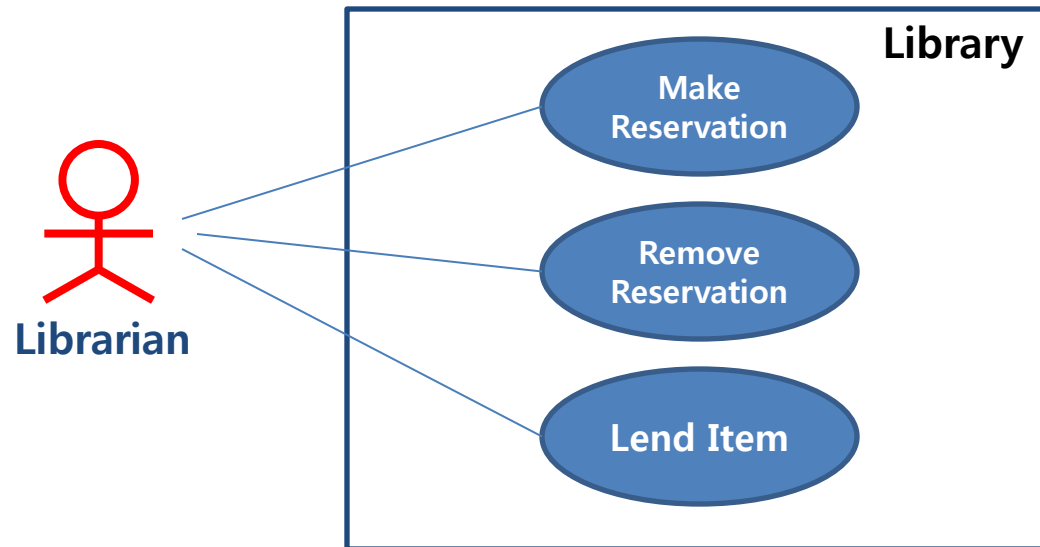 Library
Make
Reservation
Remove
Reservation
Librarian
Lend Item